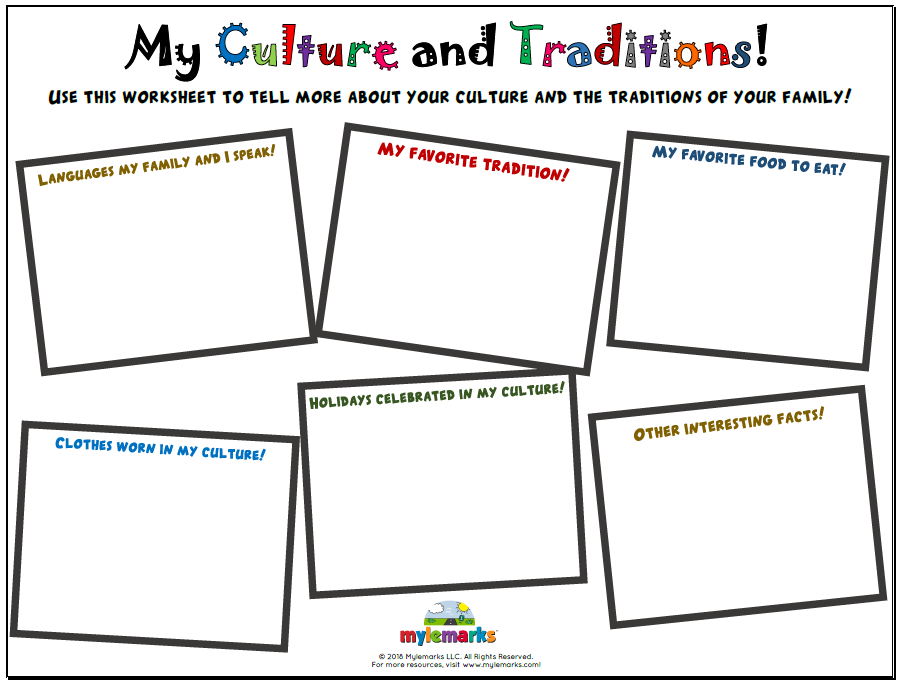 My Culture and Traditions!
Use this worksheet to tell more about your culture and the traditions of your family!
Languages my family and I speak!
My favorite tradition!
My favorite food to eat!
Clothes worn in my culture!
Holidays celebrated in my culture!
Other interesting facts!
mylemarks
© 2018 Mylemarks LLC. All Rights Reserved.
For more resources, visit www.mylemarks.com!